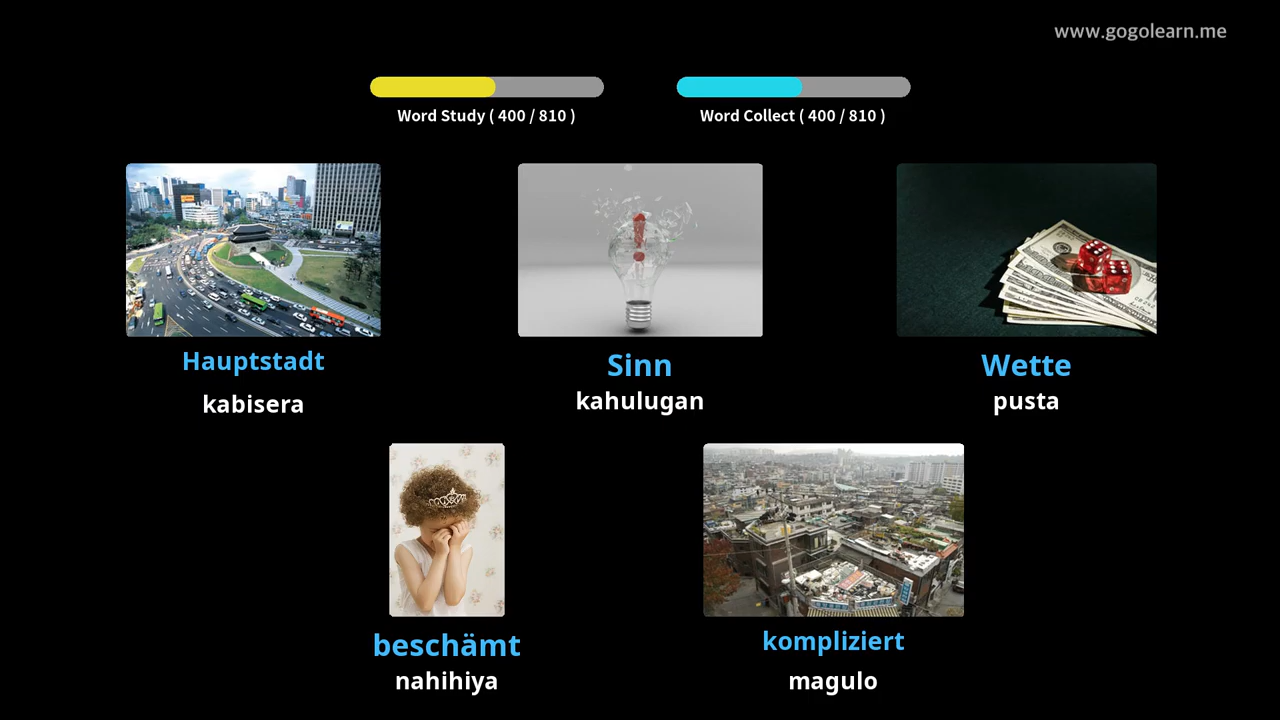 www.gogolearn.me
Word Study ( 400 / 810 )
Word Collect ( 400 / 810 )
Hauptstadt
kabisera
Sinn
kahulugan
Wette
pusta
beschämt
nahihiya
kompliziert
magulo